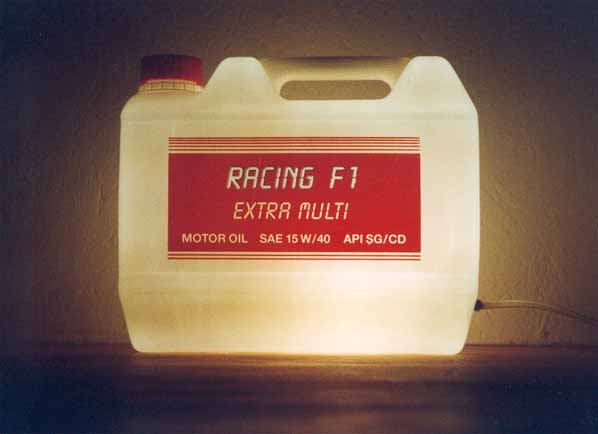 RACING F1
EXTRA MULTI
MOTOR OIL SAE 15 W/40 API SG/CD